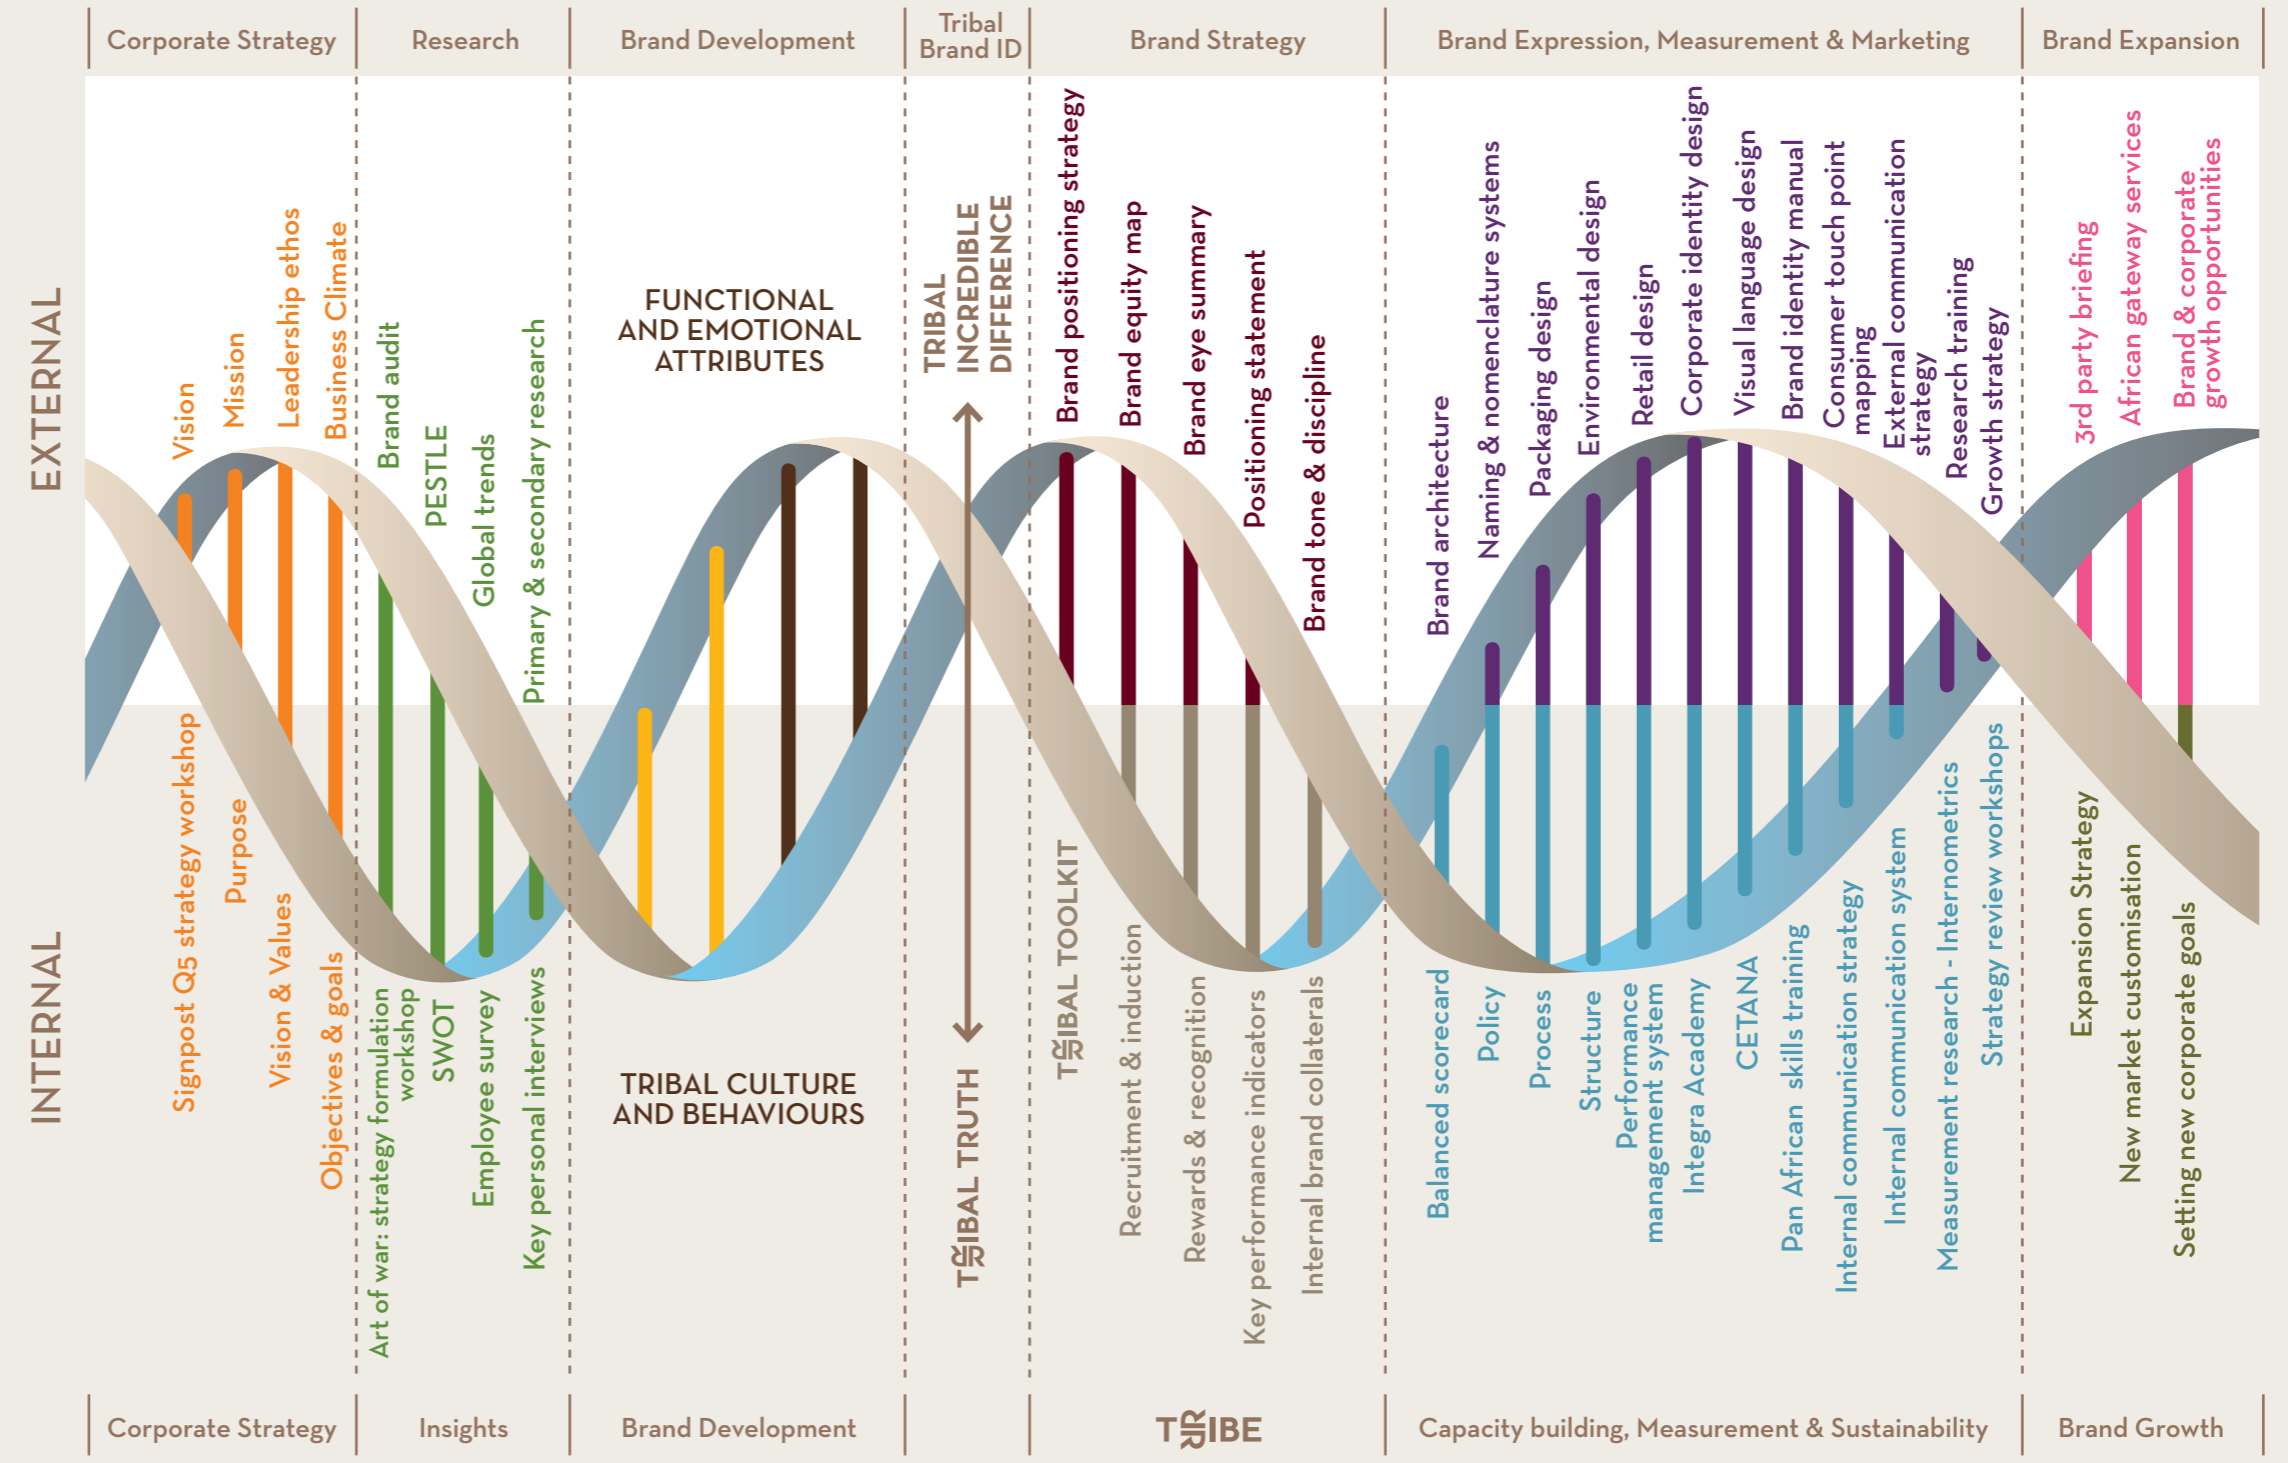 Corporate Strategy
Research
Brand Development
Tribal
Brand ID
Brand Strategy
Brand Expression, Measurement & Marketing
Brand Expansion
EXTERNAL
Vision
Mission
Leadership ethos
Business Climate
Brand audit
PESTLE
Global trends
Primary & secondary research
FUNCTIONAL
AND EMOTIONAL
ATTRIBUTES
TRIBAL
INCREDIBLE
DIFFERENCE
Brand positioning strategy
Brand equity map
Brand eye summary
Positioning statement
Brand tone & discipline
Brand architecture
Naming & nomenclature systems
Packaging design
Environmental design
Retail design
Corporate identity design
Visual language design
Brand identity manual
Consumer touch point
mapping
External communication
strategy
Research training
Growth strategy
3rd party briefing
African gateway services
Brand & corporate
growth opportunities
INTERNAL
Signpost Q5 strategy workshop
Purpose
Vision & Values
Objectives & goals
Art of war: strategy formulation
workshop
SWOT
Employee survey
Key personal interviews
TRIBAL CULTURE
AND BEHAVIOURS
TRIBAL TRUTH
TRIBAL TOOLKIT
Recruitment & induction
Rewards & recognition
Key performance indicators
Internal brand collaterals
Balanced scorecard
Policy
Process
Structure
Performance
management system
Integra Academy
CETANA
Pan African skills training
Internal communication strategy
Internal communication system
Measurement research - Internometrics
Strategy review workshops
Expansion Strategy
New market customisation
Setting new corporate goals
Corporate Strategy
Insights
Brand Development
TRIBE
Capacity building, Measurement & Sustainability
Brand Growth